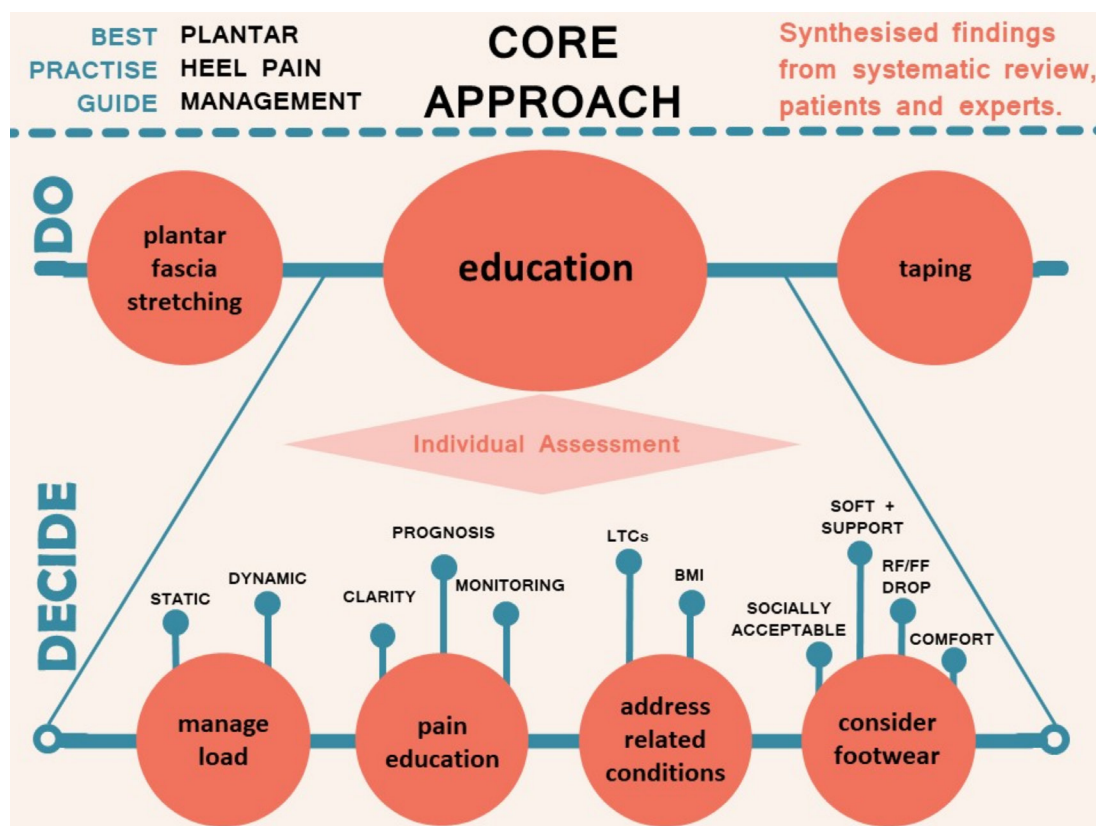 BEST PLANTAR
PRACTISE HEEL PAIN
GUIDE MANAGEMENT
CORE
APPROACH
Synthesised findings
from systematic review,
patients and experts.
DO
plantar
fascia
stretching
education
taping
Individual Assessment
DECIDE
STATIC
DYNAMIC
CLARITY
PROGNOSIS
MONITORING
LTCs
BMI
SOCIALLY
ACCEPTABLE
SOFT +
SUPPORT
RF/FF
DROP
COMFORT
manage
load
pain
education
address
related
conditions
consider
footwear